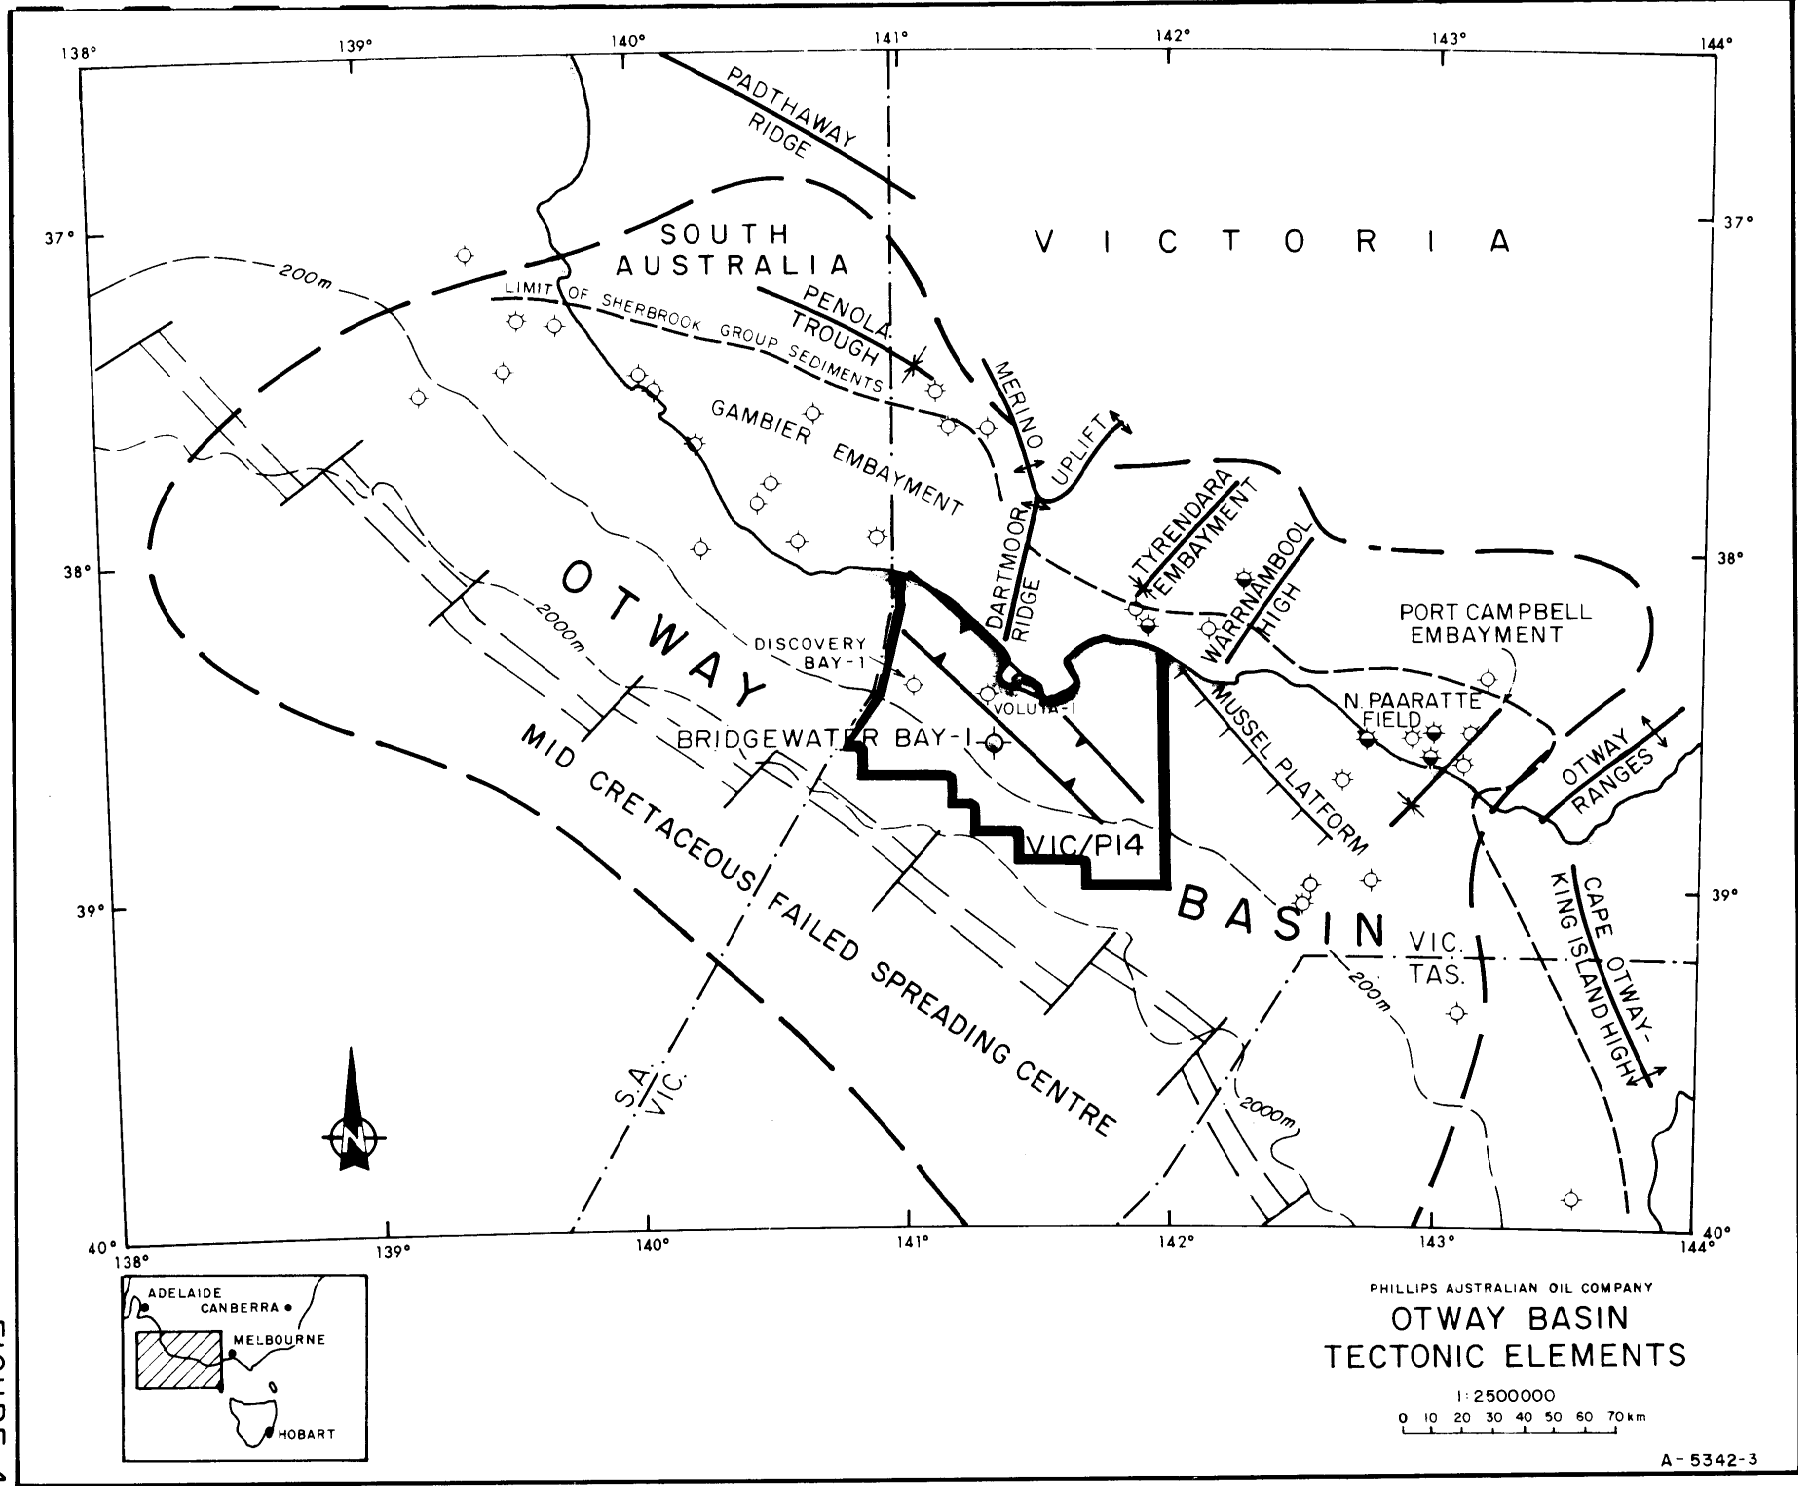 138°
139°
140°
141°
142°
143°
144°
PADTHAWAY
RIDGE
37°
37°
SOUTH
AUSTRALIA
VICTORIA
200m
LIMIT OF SHERBROOK GROUP SEDIMENTS
PENOLA
TROUGH
MERINO
UPLIFT
GAMBIER EMBAYMENT
TYRENDARA
EMBAYMENT
WARRNAMBOOL
HIGH
DARTMOOR
RIDGE
38°
38°
OTWAY
2000m
DISCOVERY
BAY-1
PORT CAMPBELL
EMBAYMENT
VOLUTA-1
N. PAARATTE
FIELD
BRIDGEWATER BAY-1
MUSSEL PLATFORM
OTWAY
RANGES
MID CRETACEOUS FAILED SPREADING CENTRE
VIC/P14
39°
39°
BASIN
VIC.
TAS.
200m
CAPE OTWAY-
KING ISLAND HIGH
S.A.
VIC.
2000m
N
40°
40°
138°
139°
140°
141°
142°
143°
144°
ADELAIDE
CANBERRA
MELBOURNE
HOBART
PHILLIPS AUSTRALIAN OIL COMPANY
OTWAY BASIN
TECTONIC ELEMENTS
1:2500000
0 10 20 30 40 50 60 70km
A-5342-3